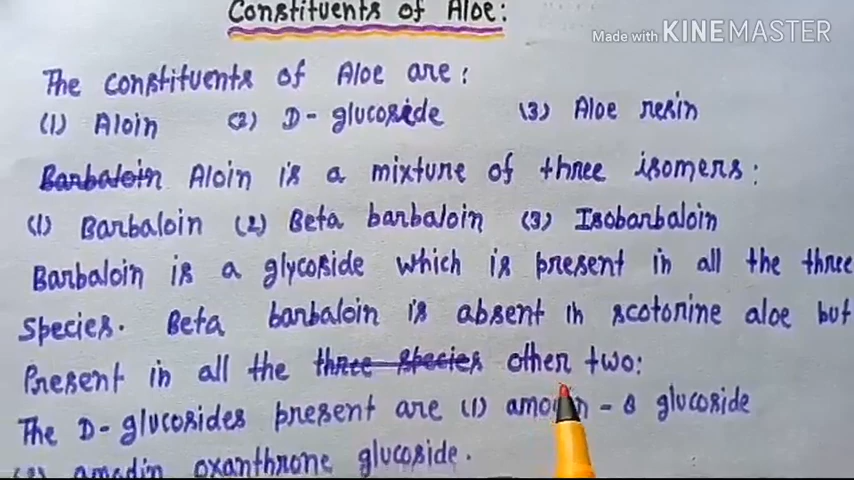 Constituents of Aloe:
Made with KINEMASTER
The constituents of Aloe are:
(1) Aloin (2) D-glucoside (3) Aloe resin
Barbaloin Aloin is a mixture of three isomers:
(1) Barbaloin (2) Beta barbaloin (3) Isobarbaloin
Barbaloin is a glycoside which is present in all the three
species. Beta barbaloin is absent in scotorine aloe but
Present in all the three species other two:
The D-glucosides present are (1) - glucoside
(2) oxanthrone glucoside.